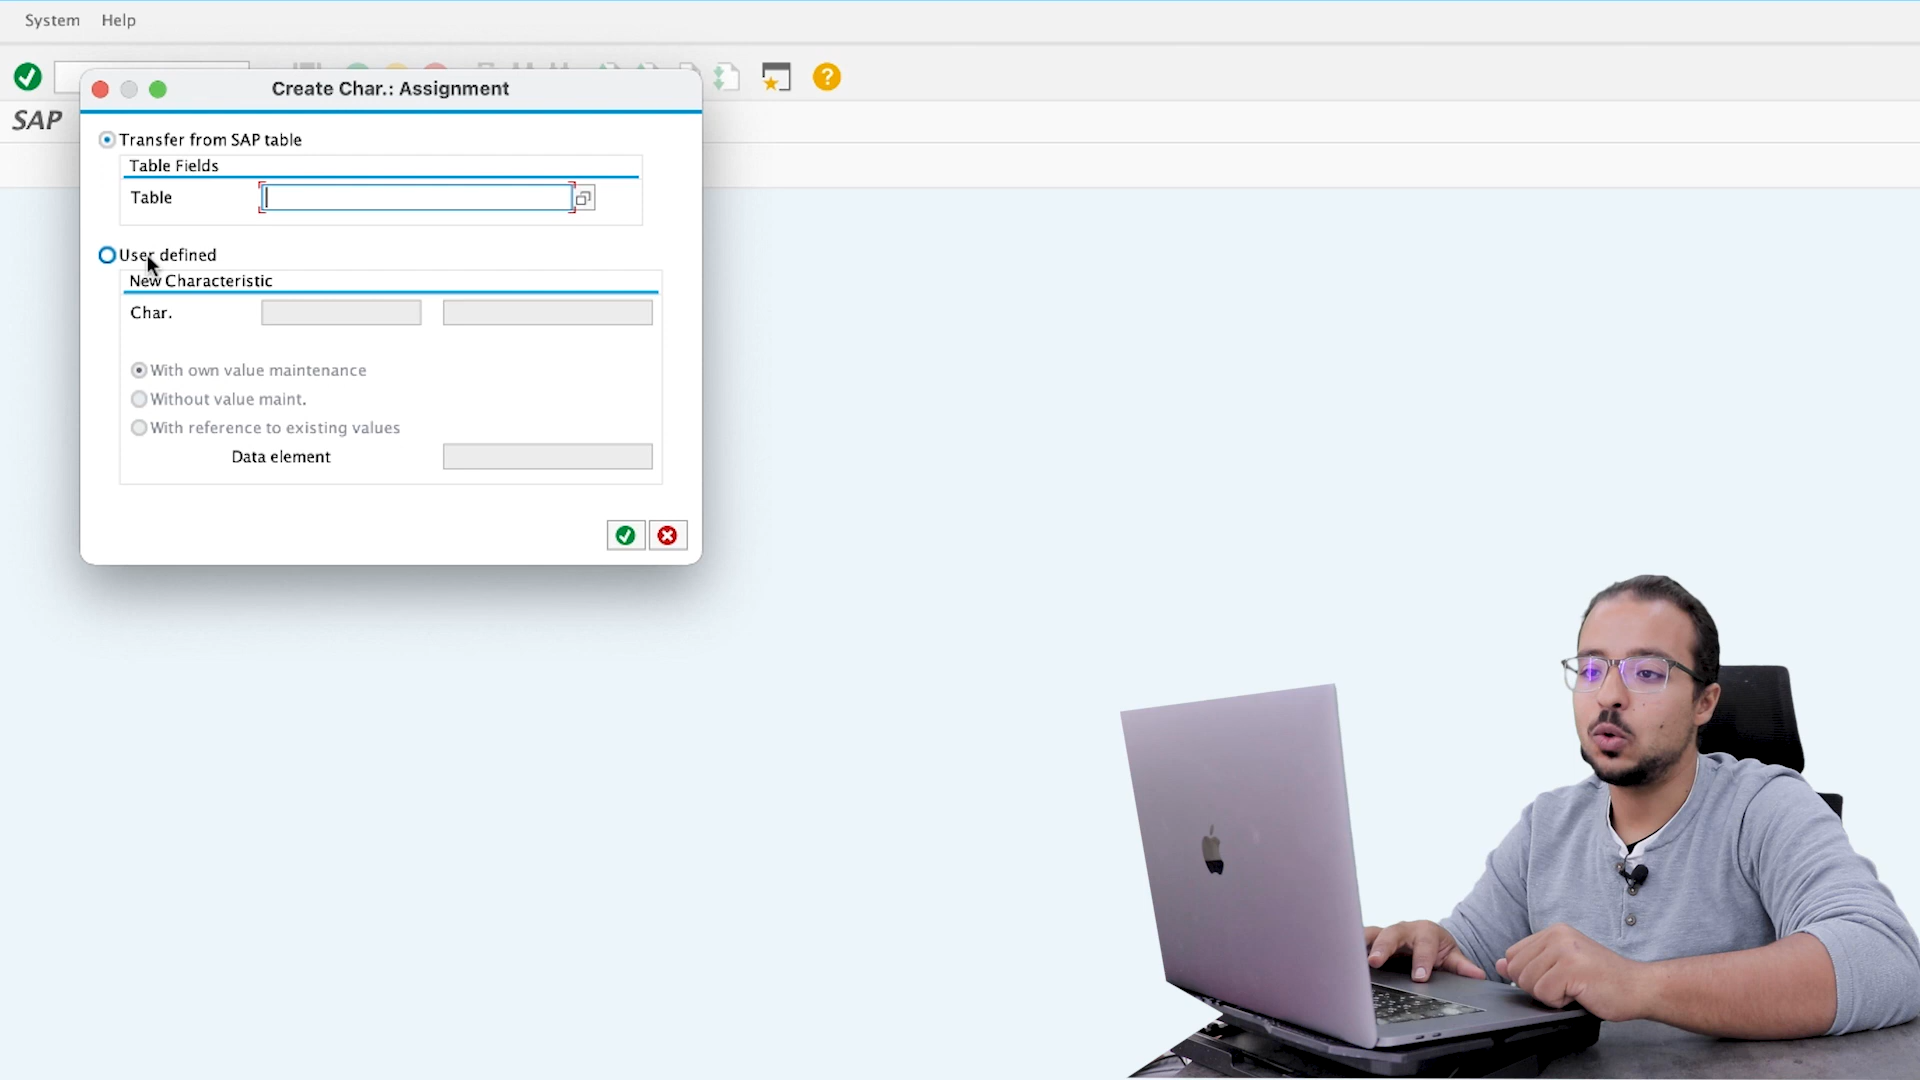 System Help
SAP
Create Char.: Assignment
Transfer from SAP table
Table Fields
Table
User defined
New Characteristic
Char.
With own value maintenance
Without value maint.
With reference to existing values
Data element